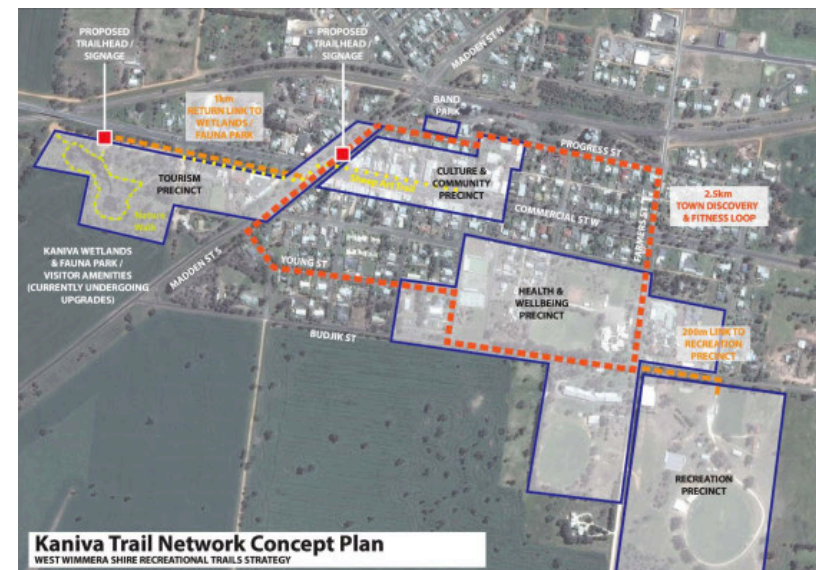 PROPOSED
TRAILHEAD /
SIGNAGE
PROPOSED
TRAILHEAD /
SIGNAGE
MADDEN ST N
1km
RETURN LINK TO
WETLANDS /
FAUNA PARK
BAND
PARK
PROGRESS ST
CULTURE &
COMMUNITY
PRECINCT
TOURISM
PRECINCT
2.5km
TOWN DISCOVERY
& FITNESS LOOP
COMMERCIAL ST W
FARMERS ST
Nature
Walk
KANIVA WETLANDS
& FAUNA PARK /
VISITOR AMENITIES
(CURRENTLY UNDERGOING
UPGRADES)
MADDEN ST S
YOUNG ST
HEALTH &
WELLBEING
PRECINCT
BUDJIK ST
200m LINK TO
RECREATION
PRECINCT
RECREATION
PRECINCT
Kaniva Trail Network Concept Plan
WEST WIMMERA SHIRE RECREATIONAL TRAILS STRATEGY